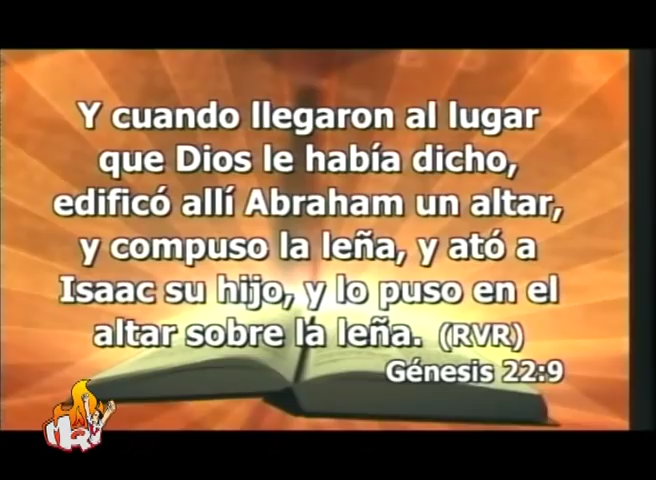 Y cuando llegaron al lugar
que Dios le había dicho,
edificó allí Abraham un altar,
y compuso la leña, y ató a
Isaac su hijo, y lo puso en el
altar sobre la leña. (RVR)
Génesis 22:9
MRV